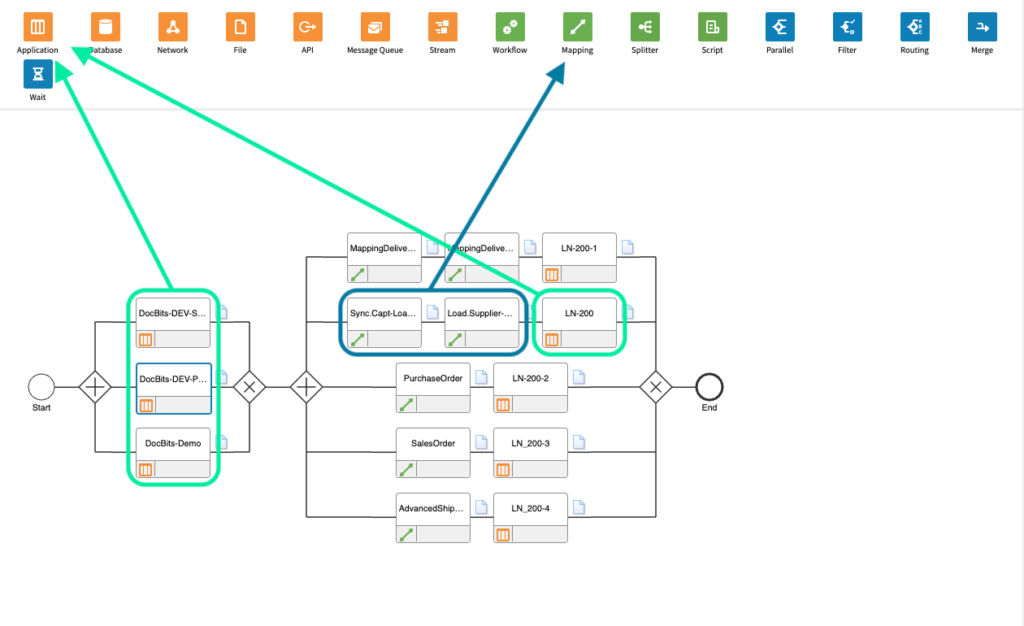 Application
Database
Network
File
API
Message Queue
Stream
Workflow
Mapping
Splitter
Script
Parallel
Filter
Routing
Merge
Wait
MappingDelive...
MappingDelive...
LN-200-1
DocBits-DEV-S...
Sync.Capt-Loa...
Load.Supplier-...
LN-200
DocBits-DEV-P...
PurchaseOrder
LN-200-2
Start
End
DocBits-Demo
SalesOrder
LN_200-3
AdvancedShip...
LN_200-4